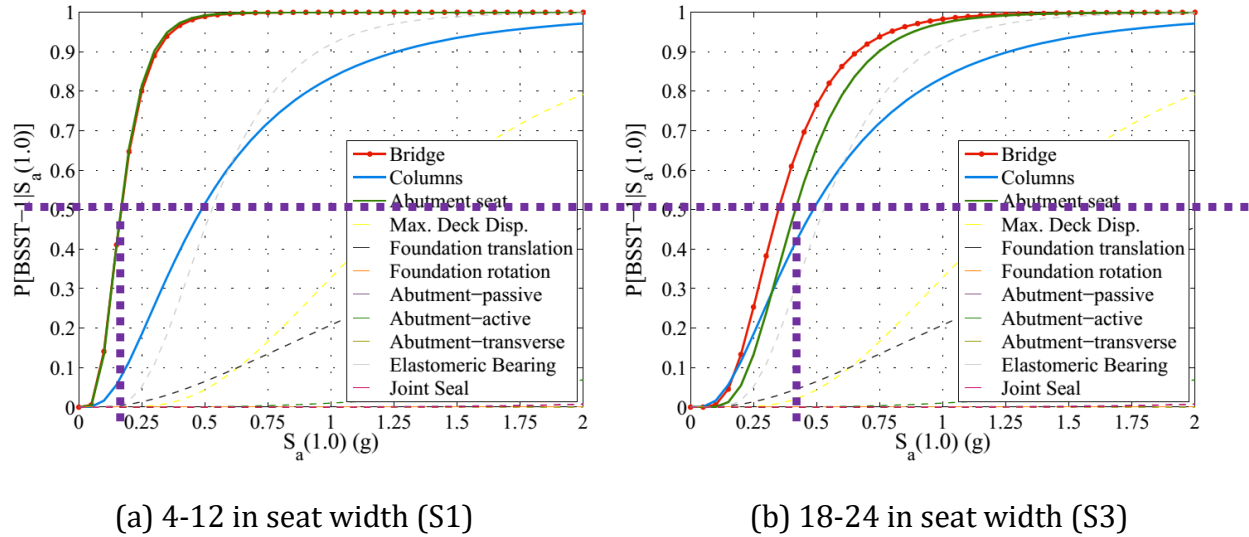 P[BSST−1|S_a(1.0)]
1
0.9
0.8
0.7
0.6
0.5
0.4
0.3
0.2
0.1
0
0
0.25
0.5
0.75
1
1.25
1.5
1.75
2
S_a(1.0) (g)
Bridge
Columns
Abutment seat
Max. Deck Disp.
Foundation translation
Foundation rotation
Abutment−passive
Abutment−active
Abutment−transverse
Elastomeric Bearing
Joint Seal
(a) 4-12 in seat width (S1)
P[BSST−1|S_a(1.0)]
1
0.9
0.8
0.7
0.6
0.5
0.4
0.3
0.2
0.1
0
0
0.25
0.5
0.75
1
1.25
1.5
1.75
2
S_a(1.0) (g)
Bridge
Columns
Abutment seat
Max. Deck Disp.
Foundation translation
Foundation rotation
Abutment−passive
Abutment−active
Abutment−transverse
Elastomeric Bearing
Joint Seal
(b) 18-24 in seat width (S3)